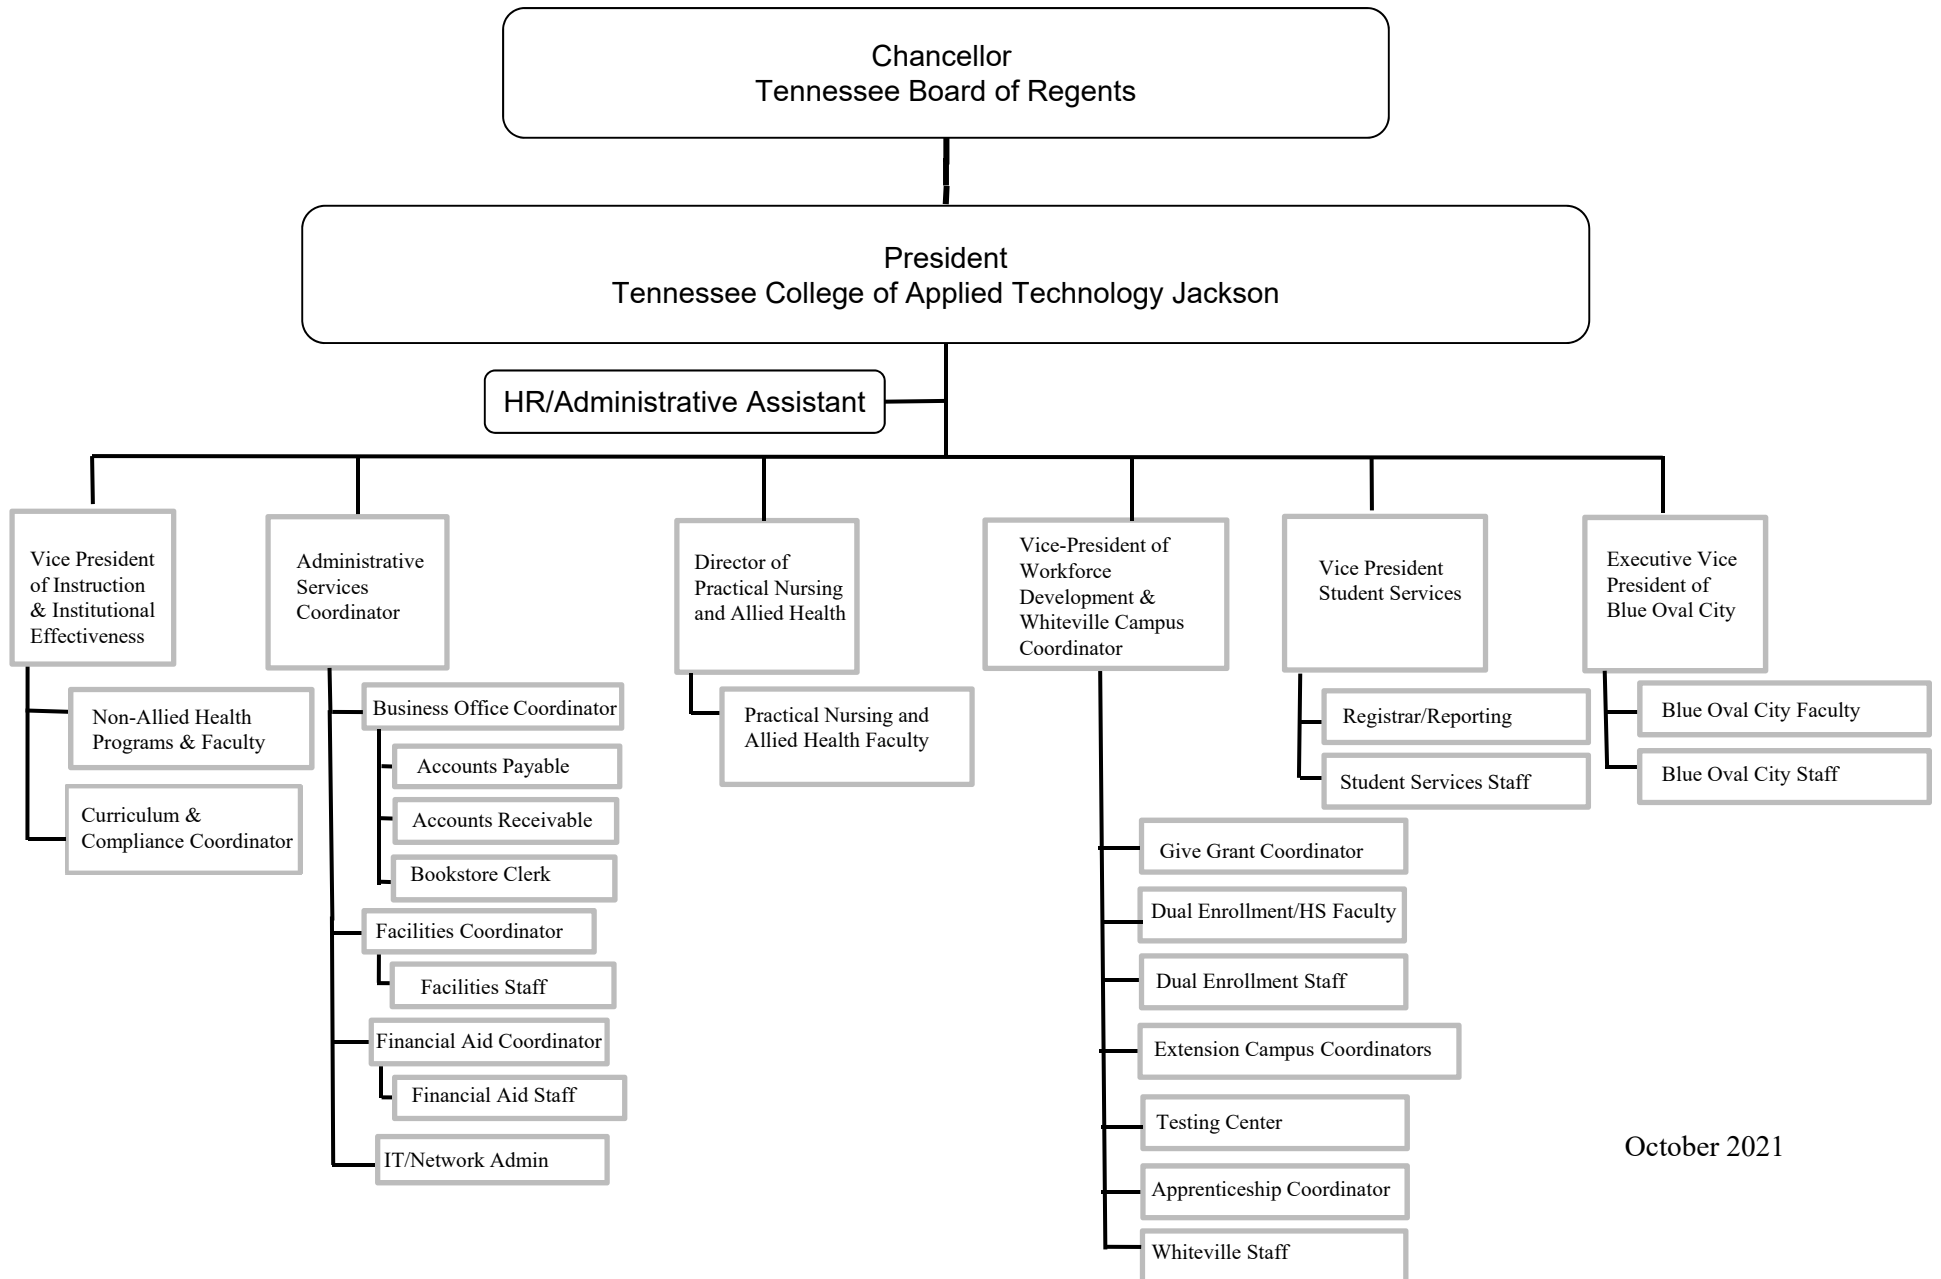 Chancellor
Tennessee Board of Regents
President
Tennessee College of Applied Technology Jackson
HR/Administrative Assistant
Vice President
of Instruction
& Institutional
Effectiveness
Non-Allied Health
Programs & Faculty
Curriculum &
Compliance Coordinator
Administrative
Services
Coordinator
Business Office Coordinator
Accounts Payable
Accounts Receivable
Bookstore Clerk
Facilities Coordinator
Facilities Staff
Financial Aid Coordinator
Financial Aid Staff
IT/Network Admin
Director of
Practical Nursing
and Allied Health
Practical Nursing and
Allied Health Faculty
Vice-President of
Workforce
Development &
Whiteville Campus
Coordinator
Give Grant Coordinator
Dual Enrollment/HS Faculty
Dual Enrollment Staff
Extension Campus Coordinators
Testing Center
Apprenticeship Coordinator
Whiteville Staff
Vice President
Student Services
Registrar/Reporting
Student Services Staff
Executive Vice
President of
Blue Oval City
Blue Oval City Faculty
Blue Oval City Staff
October 2021